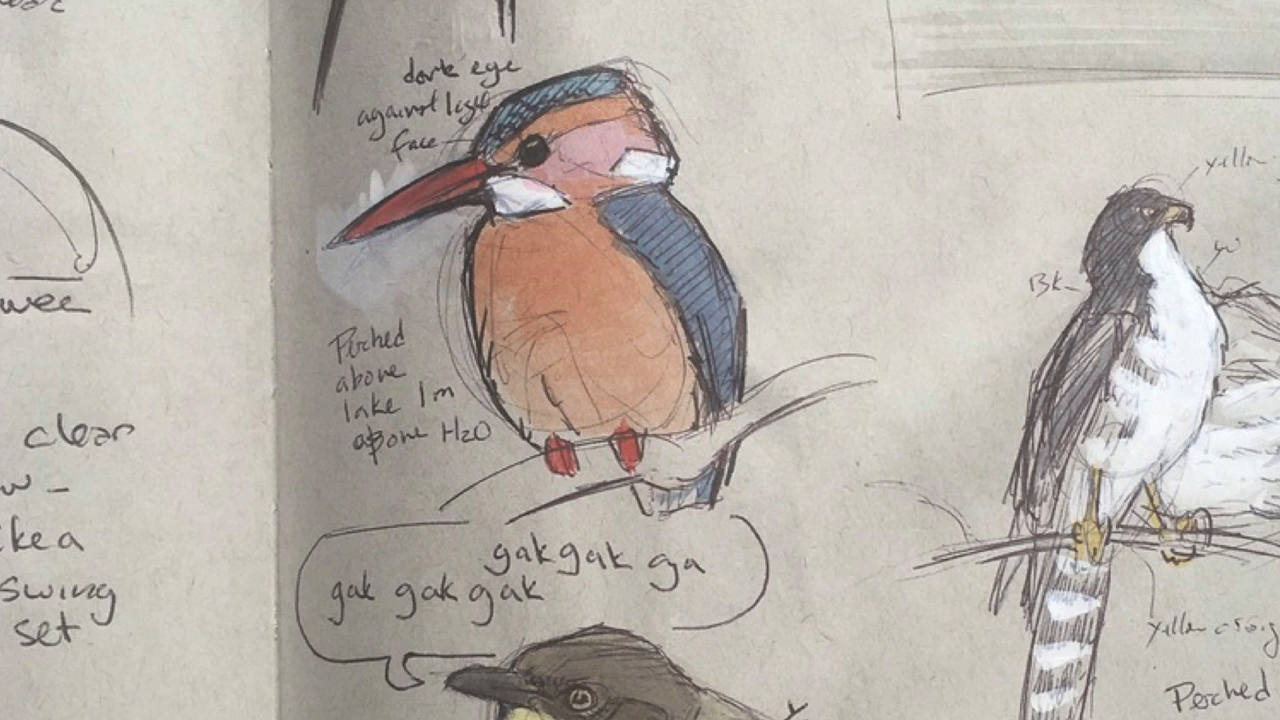 wee
clear
swing
set
dark eye
against light
face
Perched
above
lake 1m
above H2O
gak gak ga
gak gak gak
yellow
BK
Perched